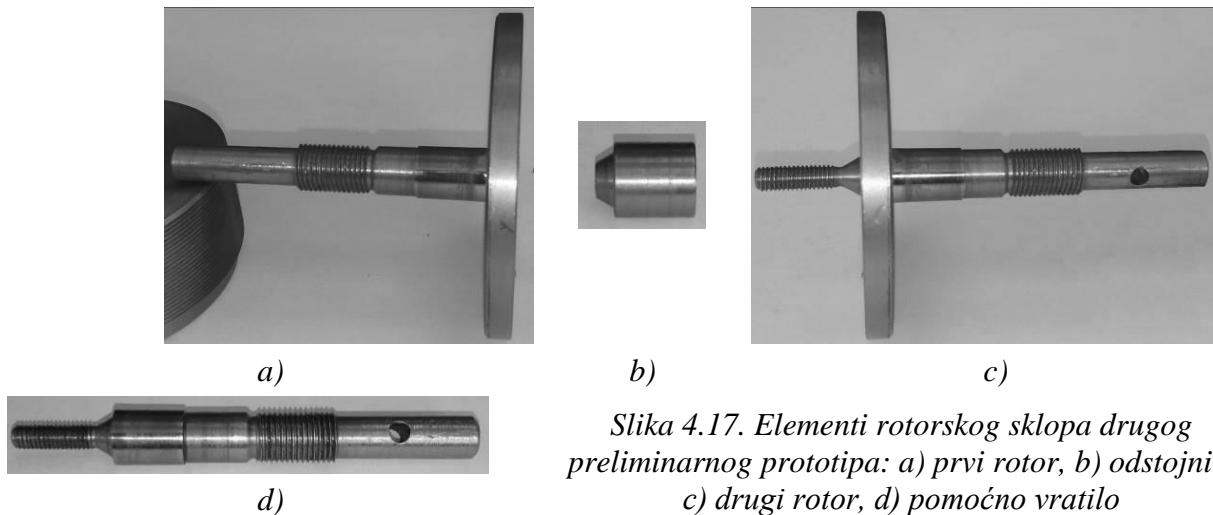 a)
b)
c)
d)
Slika 4.17. Elementi rotorskog sklopa drugog
preliminarnog prototipa: a) prvi rotor, b) odstojni
c) drugi rotor, d) pomoćno vratilo